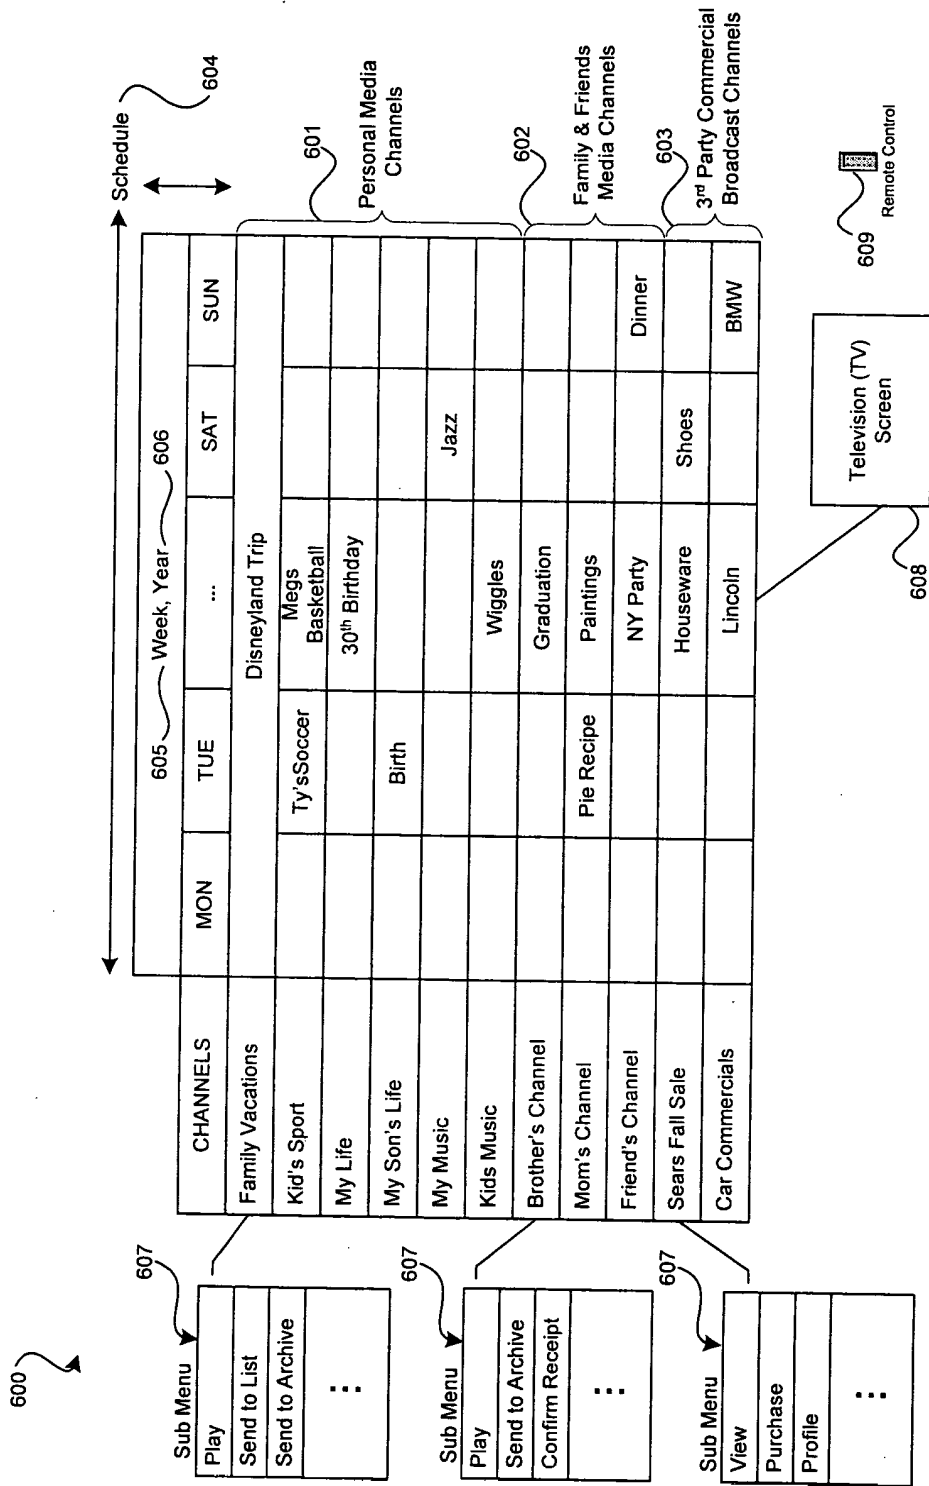 600
Schedule
604
605 Week, Year 606
CHANNELS MON TUE ... SAT SUN
Family Vacations Disneyland Trip
Kid's Sport Ty'sSoccer Megs Basketball
My Life 30th Birthday
My Son's Life Birth
My Music Jazz
Kids Music Wiggles
Brother's Channel Graduation
Mom's Channel Pie Recipe Paintings
Friend's Channel NY Party Dinner
Sears Fall Sale Houseware Shoes
Car Commercials Lincoln BMW
601
Personal Media
Channels
602
Family & Friends
Media Channels
603
3rd Party Commercial
Broadcast Channels
Sub Menu
607
Play
Send to List
Send to Archive
...
Sub Menu
607
Play
Send to Archive
Confirm Receipt
...
Sub Menu
607
View
Purchase
Profile
...
Television (TV)
Screen
608
609
Remote Control